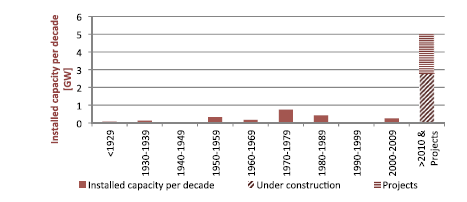 Installed capacity per decade
[GW]
6
5
4
3
2
1
0
<1929
1930-1939
1940-1949
1950-1959
1960-1969
1970-1979
1980-1989
1990-1999
2000-2009
>2010 &
Projects
Installed capacity per decade
Under construction
Projects